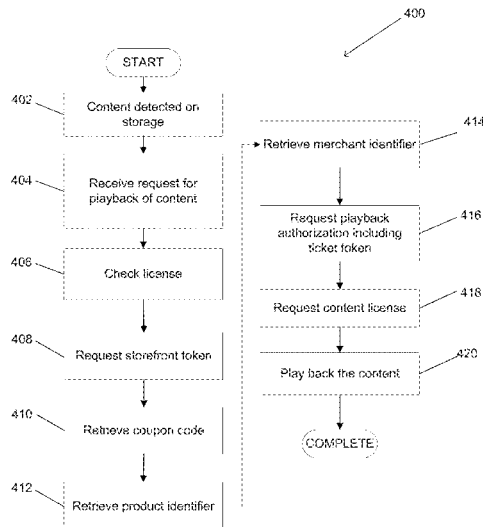 400
START
402
Content detected on
storage
404
Receive request for
playback of content
406
Check license
408
Request storefront token
410
Retrieve coupon code
412
Retrieve product identifier
414
Retrieve merchant identifier
416
Request playback
authorization including
ticket token
418
Request content license
420
Play back the content
COMPLETE